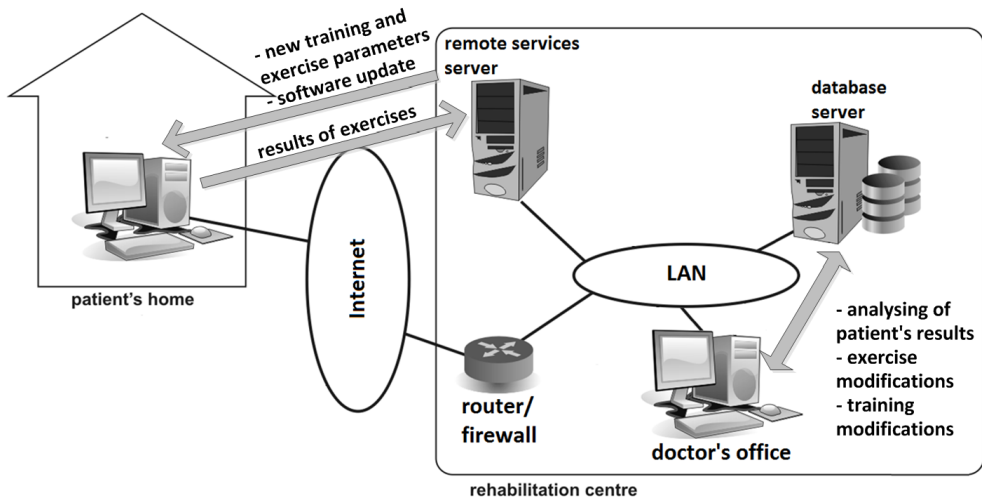 - new training and
exercise parameters
- software update
results of exercises
patient's home
Internet
remote services
server
database
server
LAN
router/
firewall
doctor's office
- analysing of
patient's results
- exercise
modifications
- training
modifications
rehabilitation centre